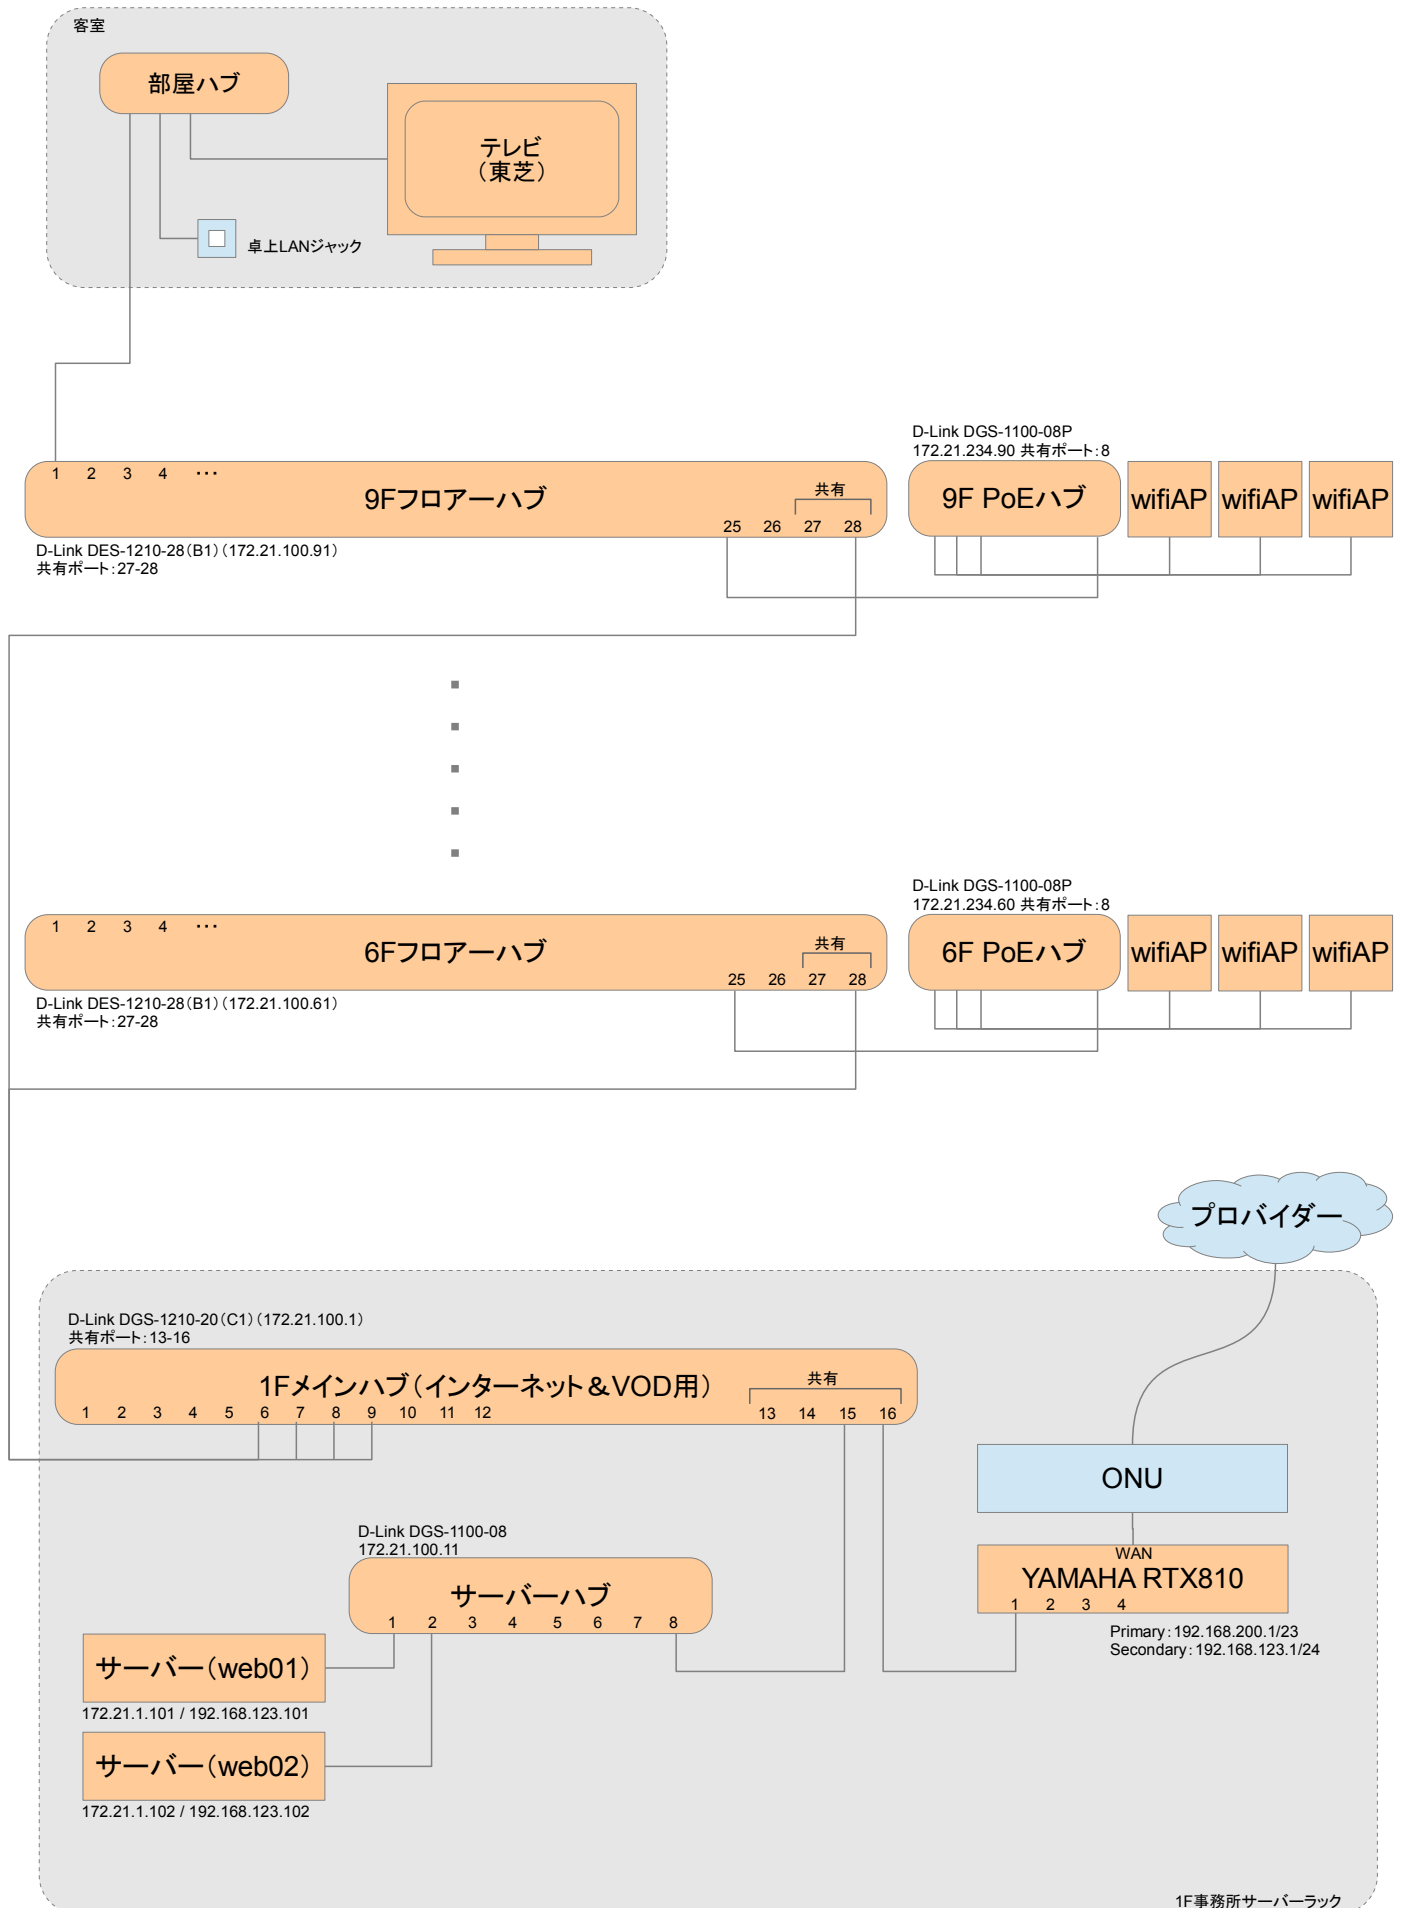 客室
部屋ハブ
テレビ
（東芝）
卓上LANジャック
D-Link DGS-1100-08P
172.21.234.90 共有ポート：8
1 2 3 4 ・・・
9Fフロアーハブ
共有
25 26 27 28
9F PoEハブ
wifiAP
wifiAP
wifiAP
D-Link DES-1210-28（B1）（172.21.100.91）
共有ポート：27-28
D-Link DGS-1100-08P
172.21.234.60 共有ポート：8
1 2 3 4 ・・・
6Fフロアーハブ
共有
25 26 27 28
6F PoEハブ
wifiAP
wifiAP
wifiAP
D-Link DES-1210-28（B1）（172.21.100.61）
共有ポート：27-28
プロバイダー
D-Link DGS-1210-20（C1）（172.21.100.1）
共有ポート：13-16
1Fメインハブ（インターネット＆VOD用）
共有
1 2 3 4 5 6 7 8 9 10 11 12 13 14 15 16
ONU
D-Link DGS-1100-08
172.21.100.11
サーバーハブ
1 2 3 4 5 6 7 8
WAN
YAMAHA RTX810
1 2 3 4
Primary：192.168.200.1/23
Secondary：192.168.123.1/24
サーバー（web01）
172.21.1.101 / 192.168.123.101
サーバー（web02）
172.21.1.102 / 192.168.123.102
1F事務所サーバーラック